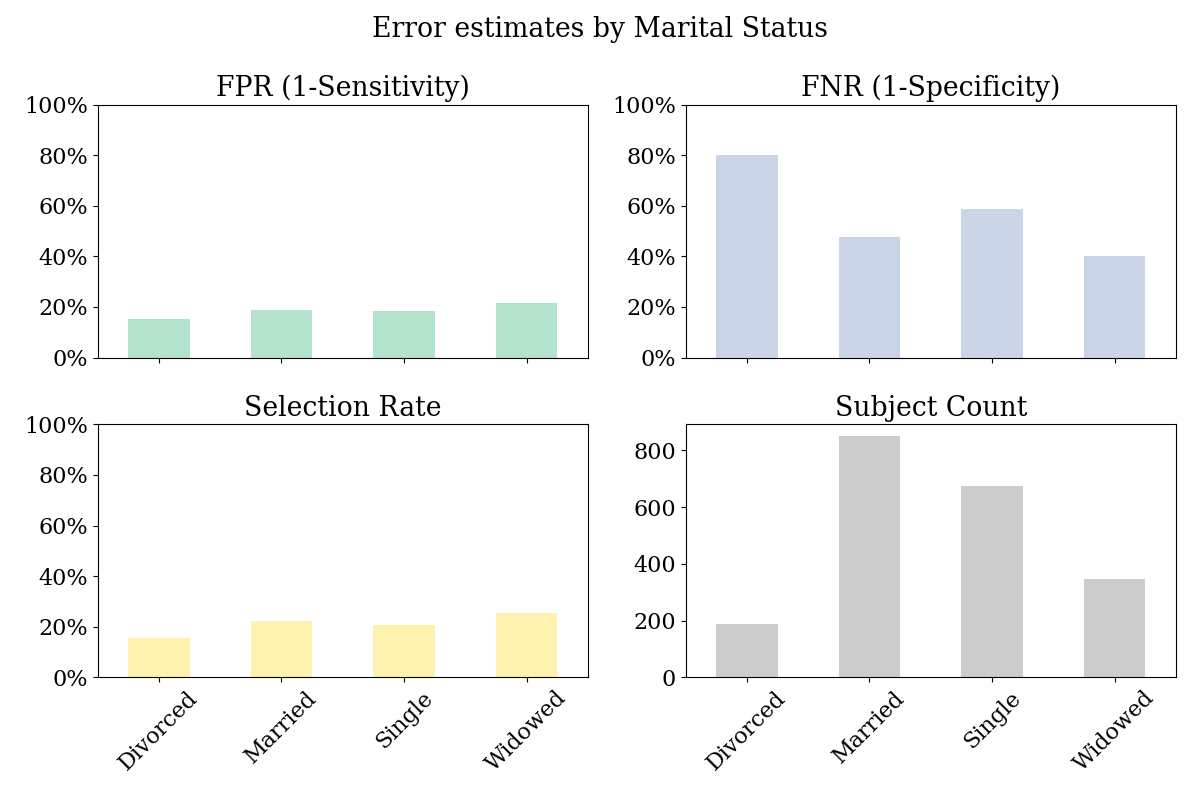 Error estimates by Marital Status
FPR (1-Sensitivity)
100%
80%
60%
40%
20%
0%
FNR (1-Specificity)
100%
80%
60%
40%
20%
0%
Selection Rate
100%
80%
60%
40%
20%
0%
Divorced
Married
Single
Widowed
Subject Count
800
600
400
200
0
Divorced
Married
Single
Widowed